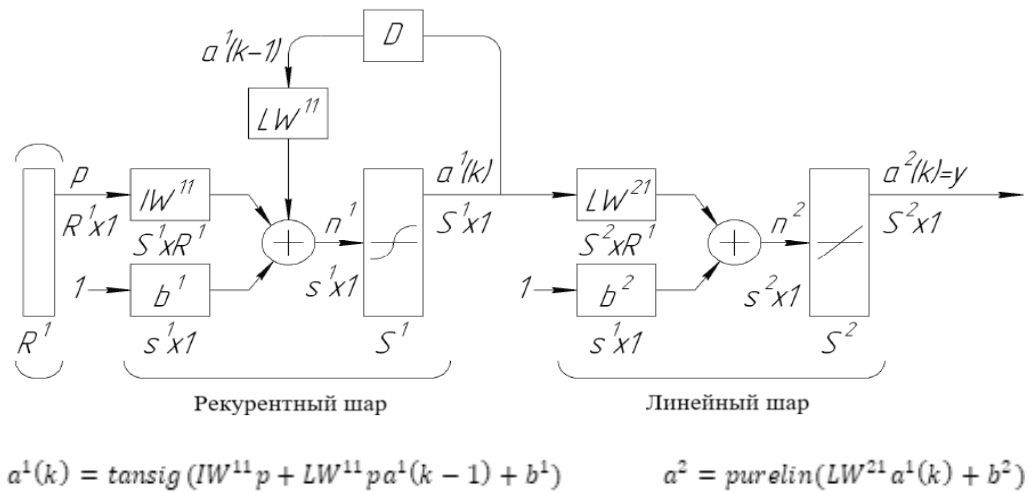 D
a¹(k-1)
LW¹¹
p
R¹x1
IW¹¹
S¹xR¹
1
b¹
s¹x1
R¹
n¹
s¹x1
S¹
a¹(k)
S¹x1
LW²¹
S²xR¹
1
b²
s¹x1
n²
s²x1
S²
a²(k)=y
S²x1
Рекурентный шар
Линейный шар
a¹(k) = tansig(IW¹¹p + LW¹¹pa¹(k − 1) + b¹)
a² = purelin(LW²¹a¹(k) + b²)